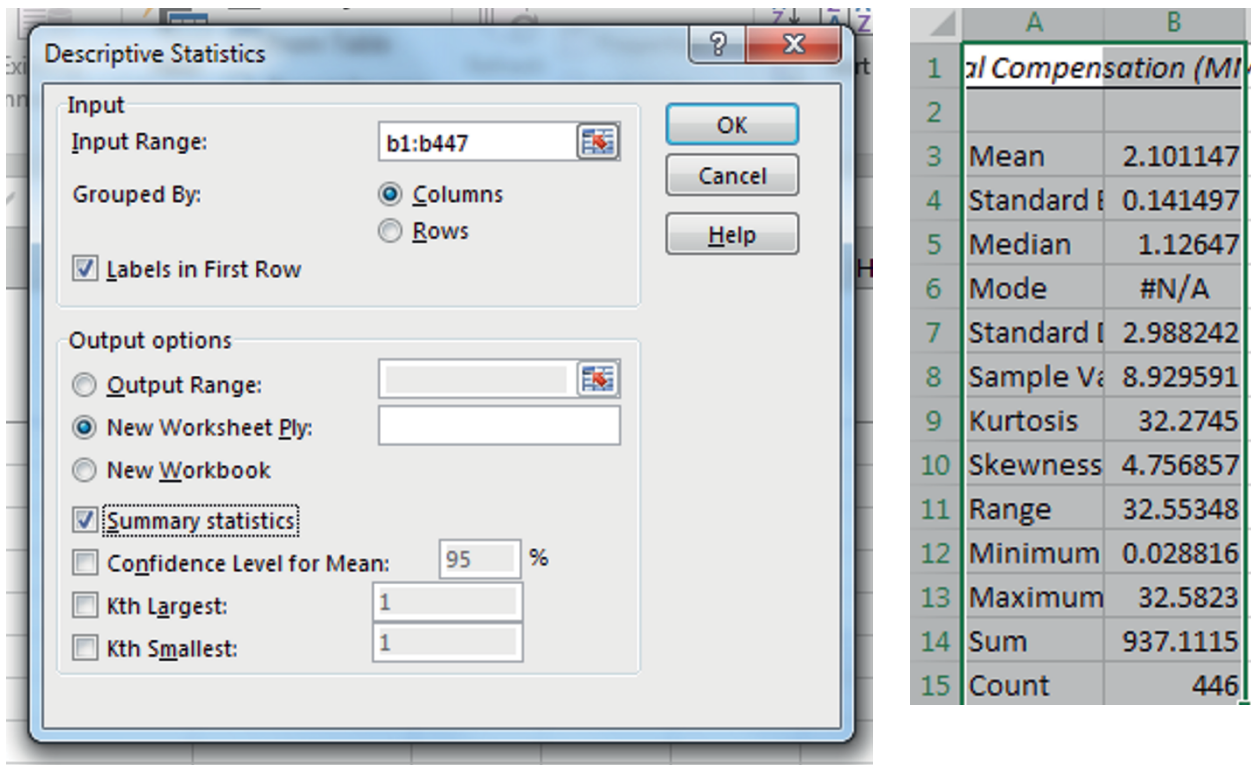 Descriptive Statistics
Input
Input Range: b1:b447
Grouped By: Columns
Rows
Labels in First Row
OK
Cancel
Help
Output options
Output Range:
New Worksheet Ply:
New Workbook
Summary statistics
Confidence Level for Mean: 95 %
Kth Largest: 1
Kth Smallest: 1
A B
1 al Compensation (MM
2
3 Mean 2.101147
4 Standard E 0.141497
5 Median 1.12647
6 Mode #N/A
7 Standard D 2.988242
8 Sample Va 8.929591
9 Kurtosis 32.2745
10 Skewness 4.756857
11 Range 32.55348
12 Minimum 0.028816
13 Maximum 32.5823
14 Sum 937.1115
15 Count 446